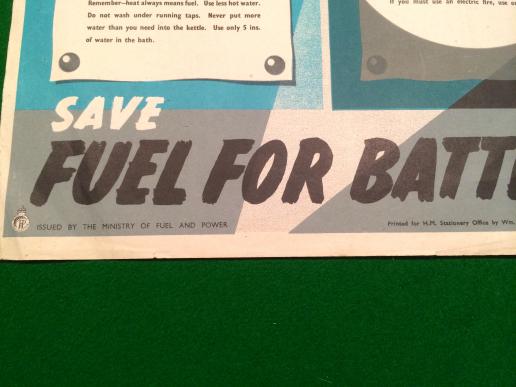 Remember—heat always means fuel. Use less hot water.
Do not wash under running taps. Never put more
water than you need into the kettle. Use only 5 ins.
of water in the bath.
If you must use an electric fire, use
SAVE
FUEL FOR BATT
ISSUED BY THE MINISTRY OF FUEL AND POWER
Printed for H.M. Stationery Office by Wm.